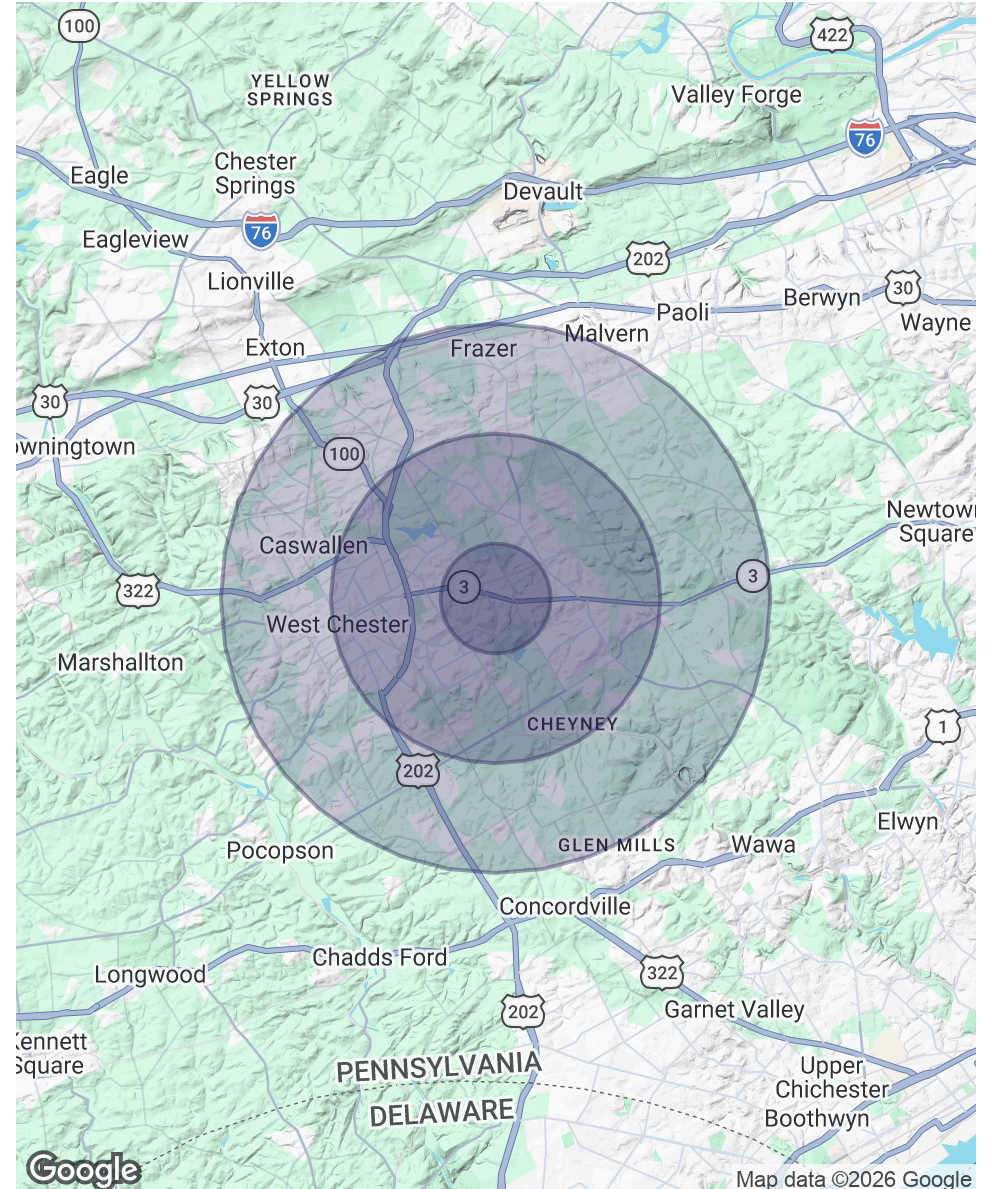 100
422
YELLOW
SPRINGS
Valley Forge
76
Eagle
Chester
Springs
Devault
76
Eagleview
202
Lionville
30
Berwyn
Paoli
Wayne
Malvern
Exton
Frazer
30
30
owningtown
100
Newtown
Square
Caswallen
322
3
3
West Chester
Marshallton
CHEYNEY
1
202
Elwyn
Pocopson
GLEN MILLS
Wawa
Concordville
Chadds Ford
Longwood
322
202
Garnet Valley
Kennett
Square
PENNSYLVANIA
Upper
Chichester
DELAWARE
Boothwyn
Google
Map data ©2026 Google